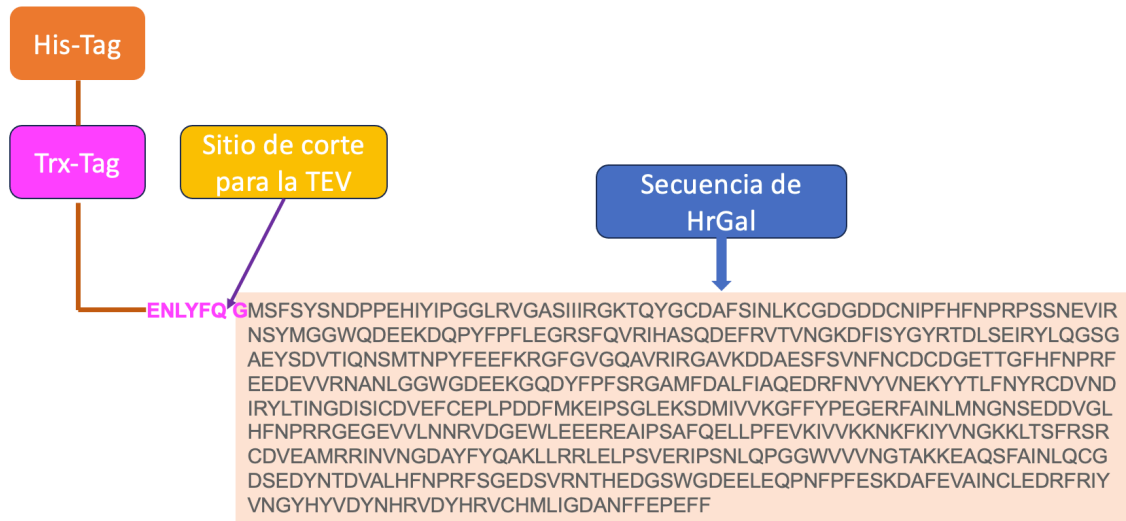 His-Tag
Trx-Tag
Sitio de corte
para la TEV
Secuencia de
HrGal
ENLYFQ GMSFSYSNDPPEHIYIPGGLRVGASIIIRGKTQYGCDAFSINLKCGDGDDCNIPFHFNPRPSSNEVIR
NSYMGGWQDEEKDQPYFPFLEGRSFQVRIHASQDEFRVTVNGKDFISYGYRTDLSEIRYLQGSG
AEYSDVTIQNSMTNPYFEEFKRGFGVGQAVRIRGAVKDDAESFSVNFNCDCDGETTGFHFNPRF
EEDEVVRNANLGGWGDEEKGQDYFPFSRGAMFDALFIAQEDRFNVYVNEKYYTLFNYRCDVND
IRYLTINGDISICDVEFCEPLPDDFMKEIPSGLEKSDMIVVKGFFYPEGERFAINLMNGNSEDDVGL
HFNPRRGEGEVVLNNRVDGEWLEEEREAIPSAFQELLPFEVKIVVKKNKFKIYVNGKKLTSFRSR
CDVEAMRRINVNGDAYFYQAKLLRRLELPSVERIPSNLQPGGWVVVNGTAKKEAQSFAINLQCG
DSEDYNTDVALHFNPRFSGEDSVRNTHEDGSWGDEELEQPNFPFESKDAFEVAINCLEDRFRIY
VNGYHYVDYNHRVDYHRVCHMLIGDANFFEPEFF